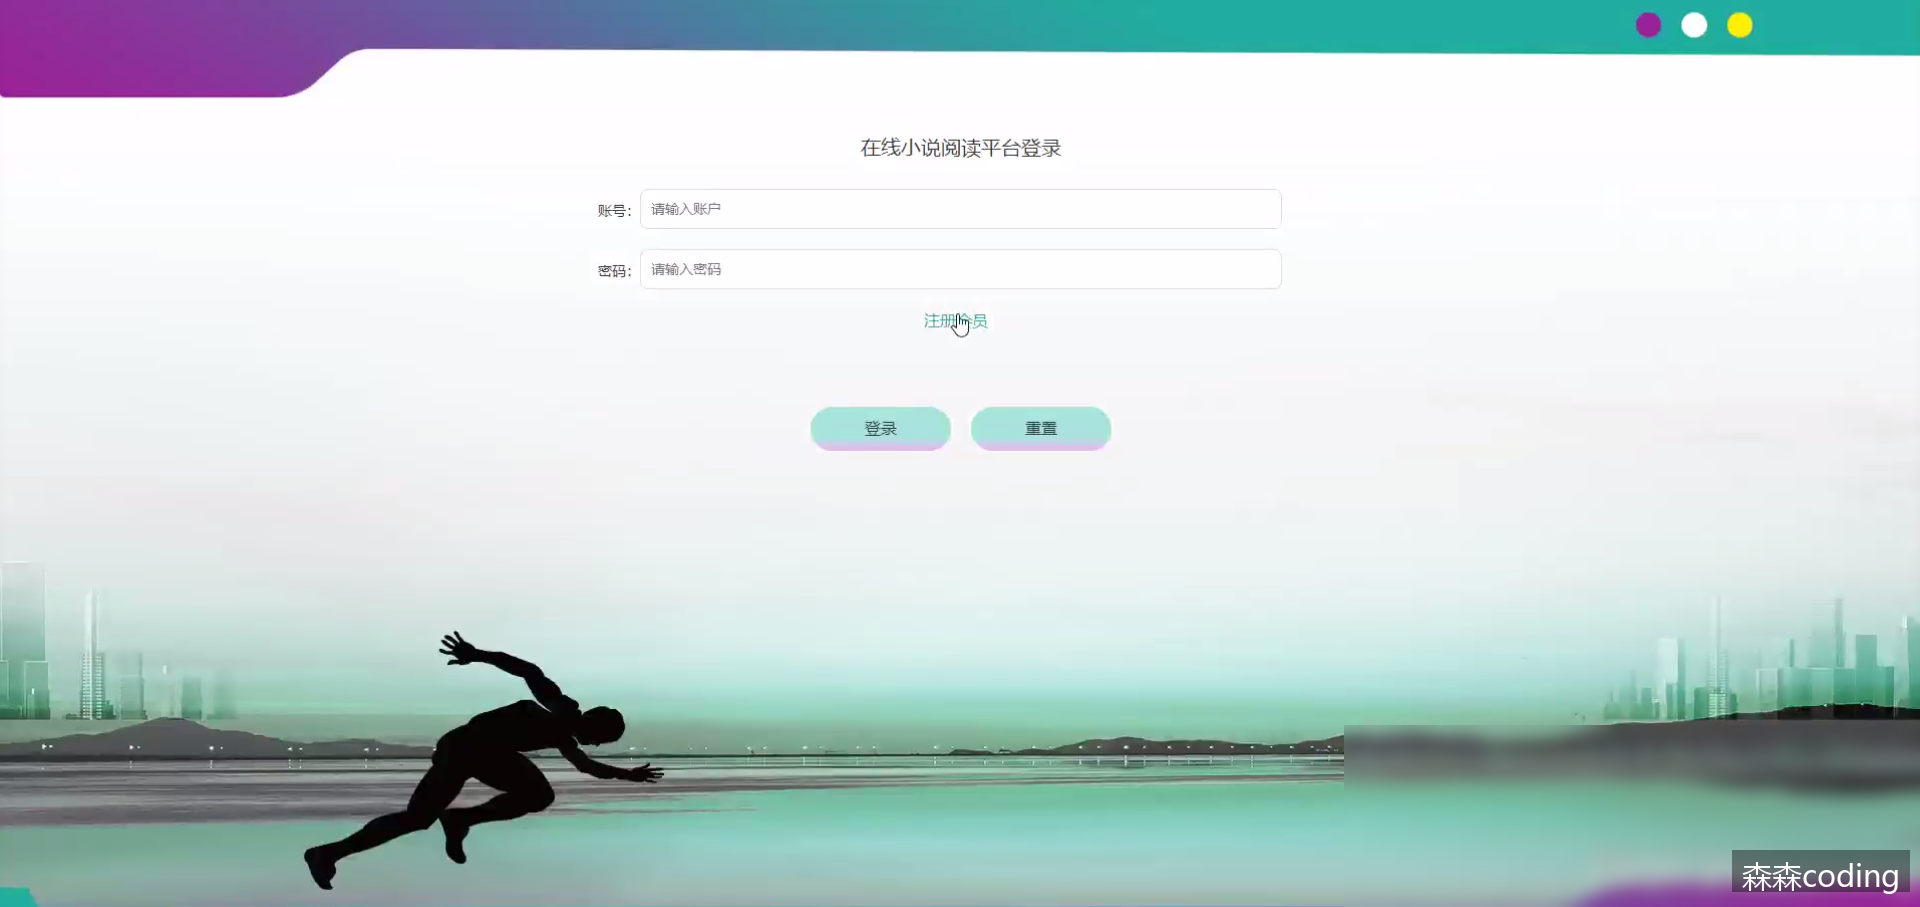 在线小说阅读平台登录
账号：
请输入账户
密码：
请输入密码
注册会员
登录
重置
森森coding